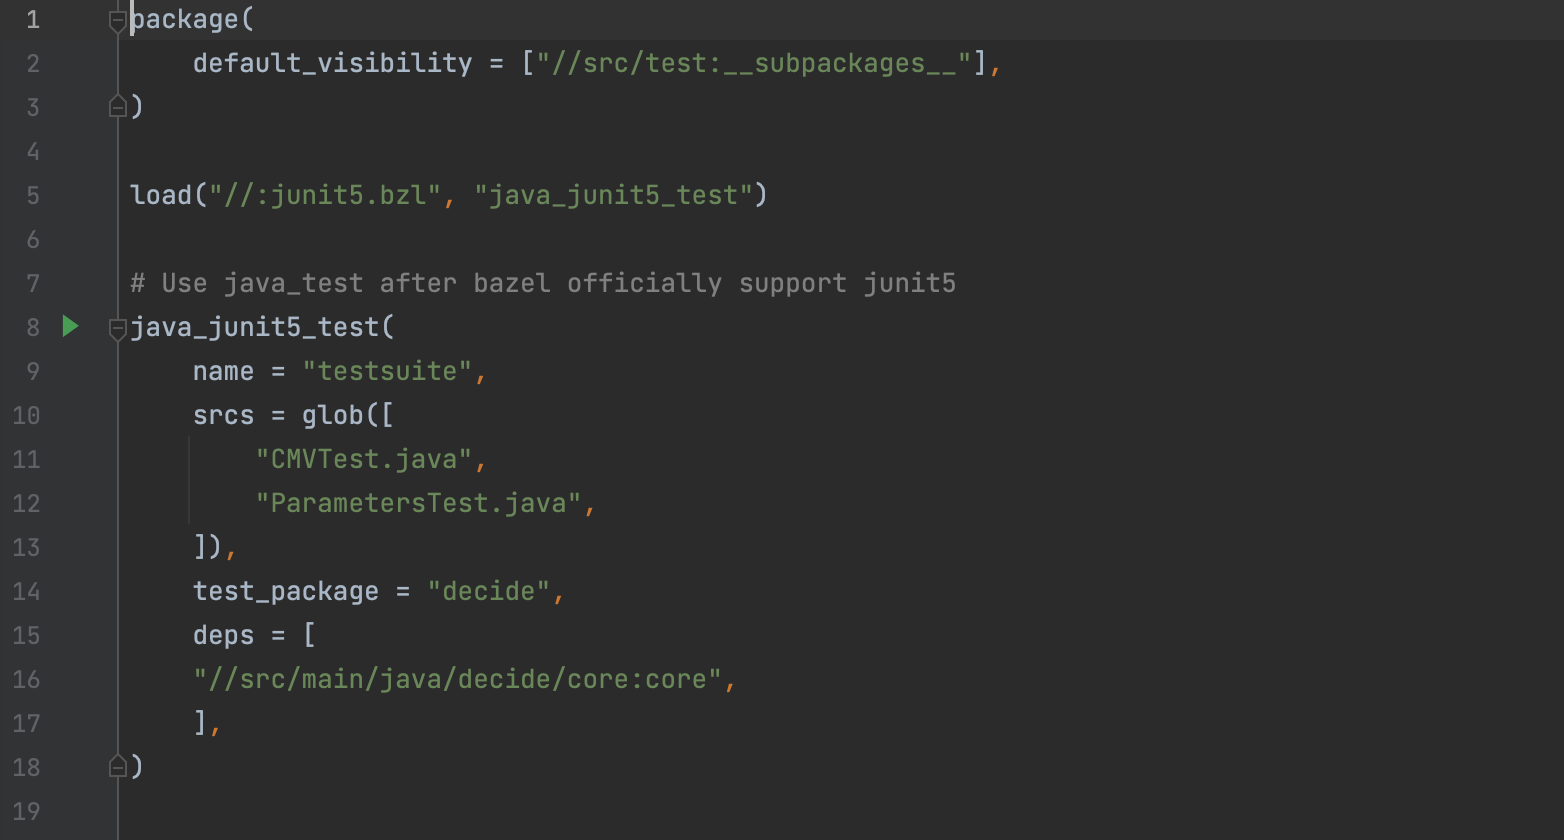 1 package(
2     default_visibility = ["//src/test:__subpackages__"],
3 )
4
5 load("//:junit5.bzl", "java_junit5_test")
6
7 # Use java_test after bazel officially support junit5
8 java_junit5_test(
9     name = "testsuite",
10     srcs = glob([
11         "CMVTest.java",
12         "ParametersTest.java",
13     ]),
14     test_package = "decide",
15     deps = [
16     "//src/main/java/decide/core:core",
17     ],
18 )
19